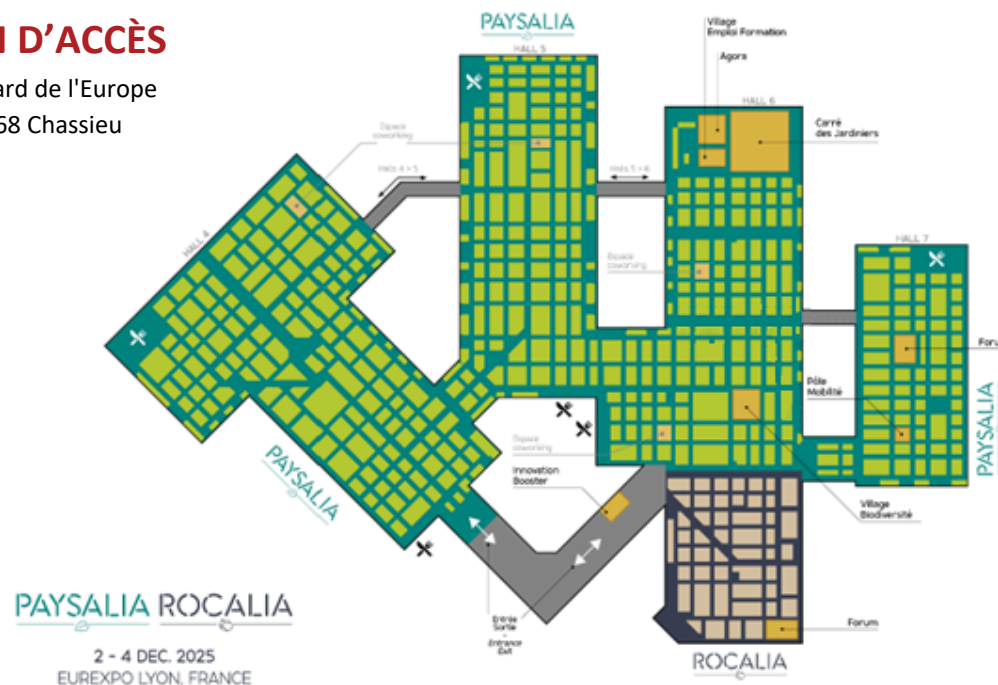 N D'ACCÈS
ard de l'Europe
68 Chassieu
PAYSALIA
HALL 5
Village
Emploi Formation
Agora
HALL 6
Carré
des Jardiniers
Espace
coworking
Halls 4 > 5
Halls 5 > 6
HALL 4
HALL 7
Espace
coworking
Forum
Pôle
Mobilité
PAYSALIA
PAYSALIA
Espace
coworking
Innovation
Booster
Village
Biodiversité
Entrée
Sortie
-
Entrance
Exit
Forum
ROCALIA
PAYSALIA ROCALIA
2 - 4 DEC. 2025
EUREXPO LYON, FRANCE